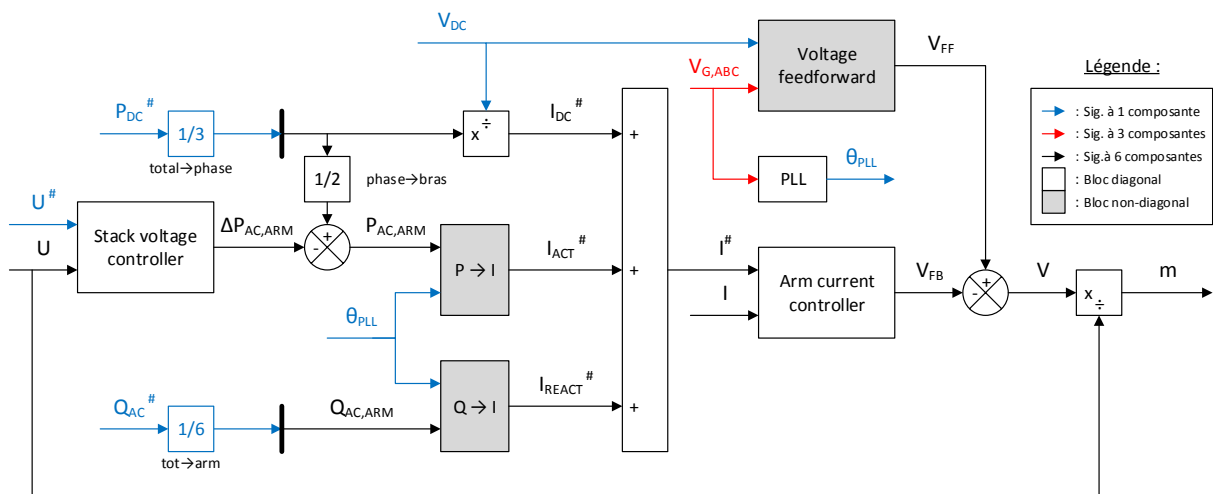 V_DC
Voltage
feedforward
V_FF
V_G,ABC
Légende :
: Sig. à 1 composante
: Sig. à 3 composantes
: Sig.à 6 composantes
: Bloc diagonal
: Bloc non-diagonal
P_DC #
1/3
total→phase
x ÷
I_DC #
+
PLL
θ_PLL
1/2
phase→bras
U #
U
Stack voltage
controller
ΔP_AC,ARM
+
-
P_AC,ARM
P → I
I_ACT #
+
I #
I
Arm current
controller
V_FB
+
-
V
x ÷
m
θ_PLL
Q_AC #
1/6
tot→arm
Q_AC,ARM
Q → I
I_REACT #
+